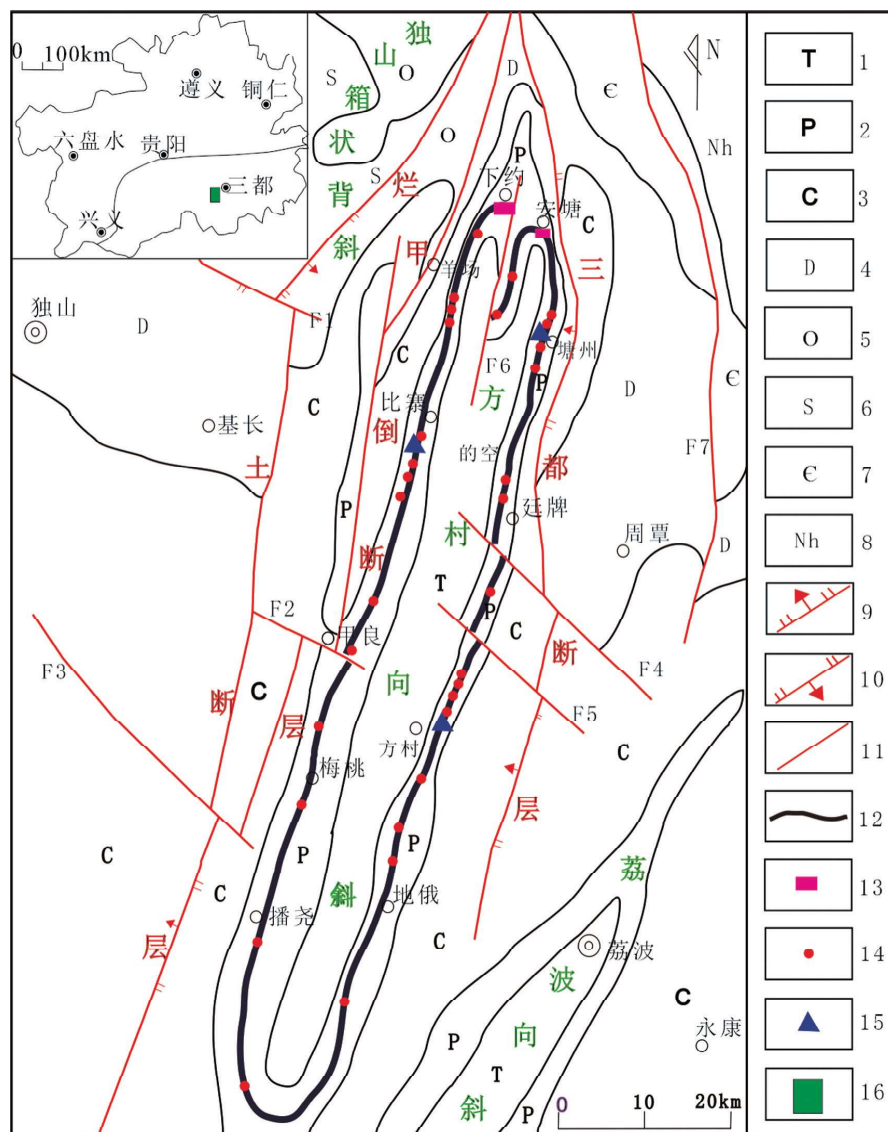 0 100km
遵义
铜仁
六盘水
贵阳
三都
兴义
独山箱状背斜
S
O
D
Є
Nh
N
O
S
烂土断层
P
下约
安塘
C
三都断层
甲
羊场
倒
独山
D
F1
塘州
F6
C
C
方村向斜
P
D
Є
比寨
基长
的空
F7
P
廷牌
周覃
D
T
P
F2
甲良
C
F4
F3
C
F5
方村
C
梅桃
C
P
P
荔波向斜
C
播尧
地俄
C
荔波
C
永康
P
T
P
0 10 20km
T 1
P 2
C 3
D 4
O 5
S 6
Є 7
Nh 8
9
10
11
12
13
14
15
16